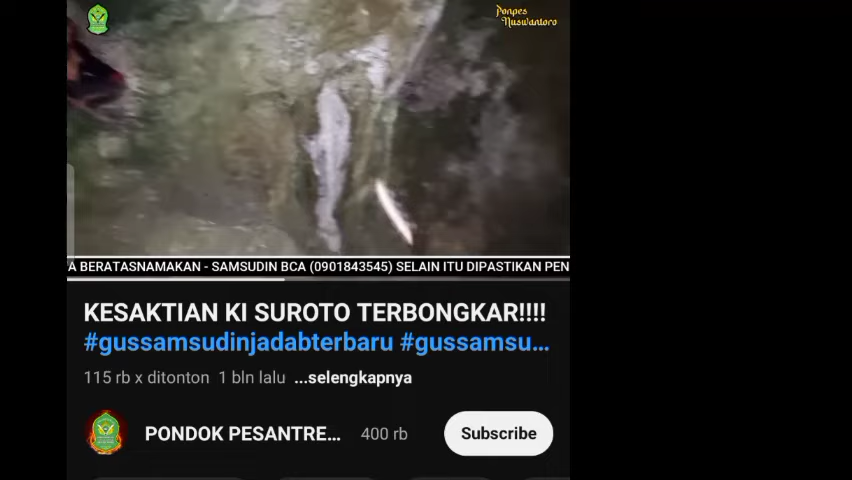 Ponpes
Nuswantoro
A BERATASNAMAKAN - SAMSUDIN BCA (0901843545) SELAIN ITU DIPASTIKAN PEN
KESAKTIAN KI SUROTO TERBONGKAR!!!!
#gussamsudinjadabterbaru #gussamsu...
115 rb x ditonton 1 bln lalu ...selengkapnya
PONDOK PESANTRE... 400 rb Subscribe